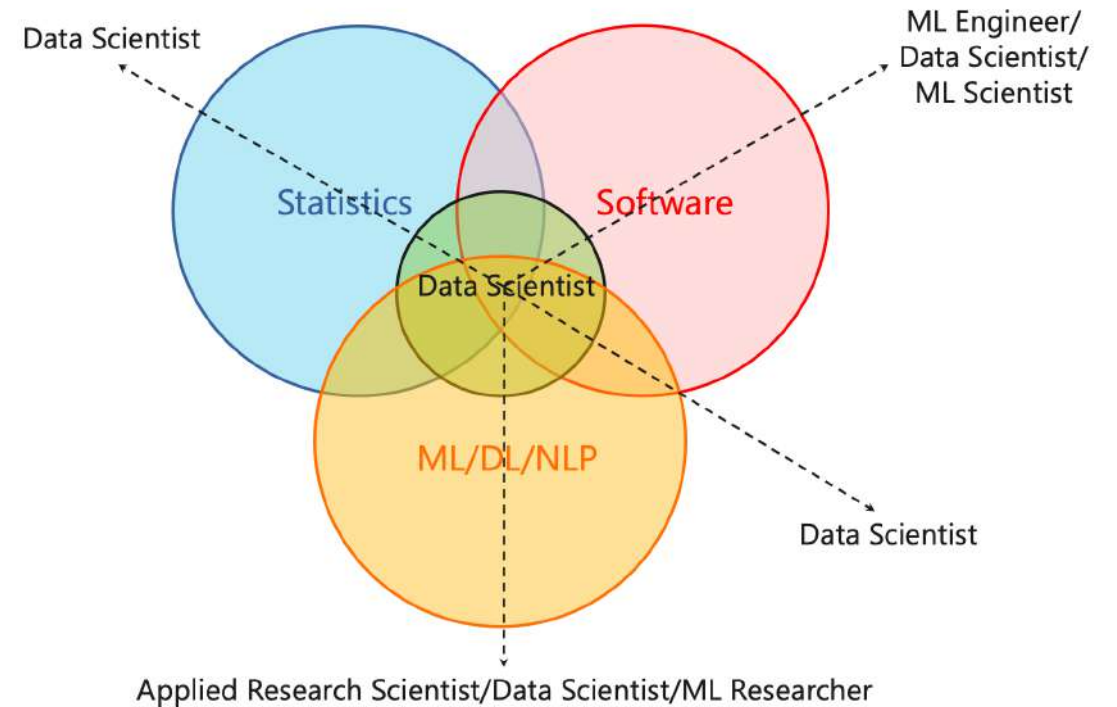 Data Scientist
ML Engineer/
Data Scientist/
ML Scientist
Statistics
Software
Data Scientist
ML/DL/NLP
Data Scientist
Applied Research Scientist/Data Scientist/ML Researcher